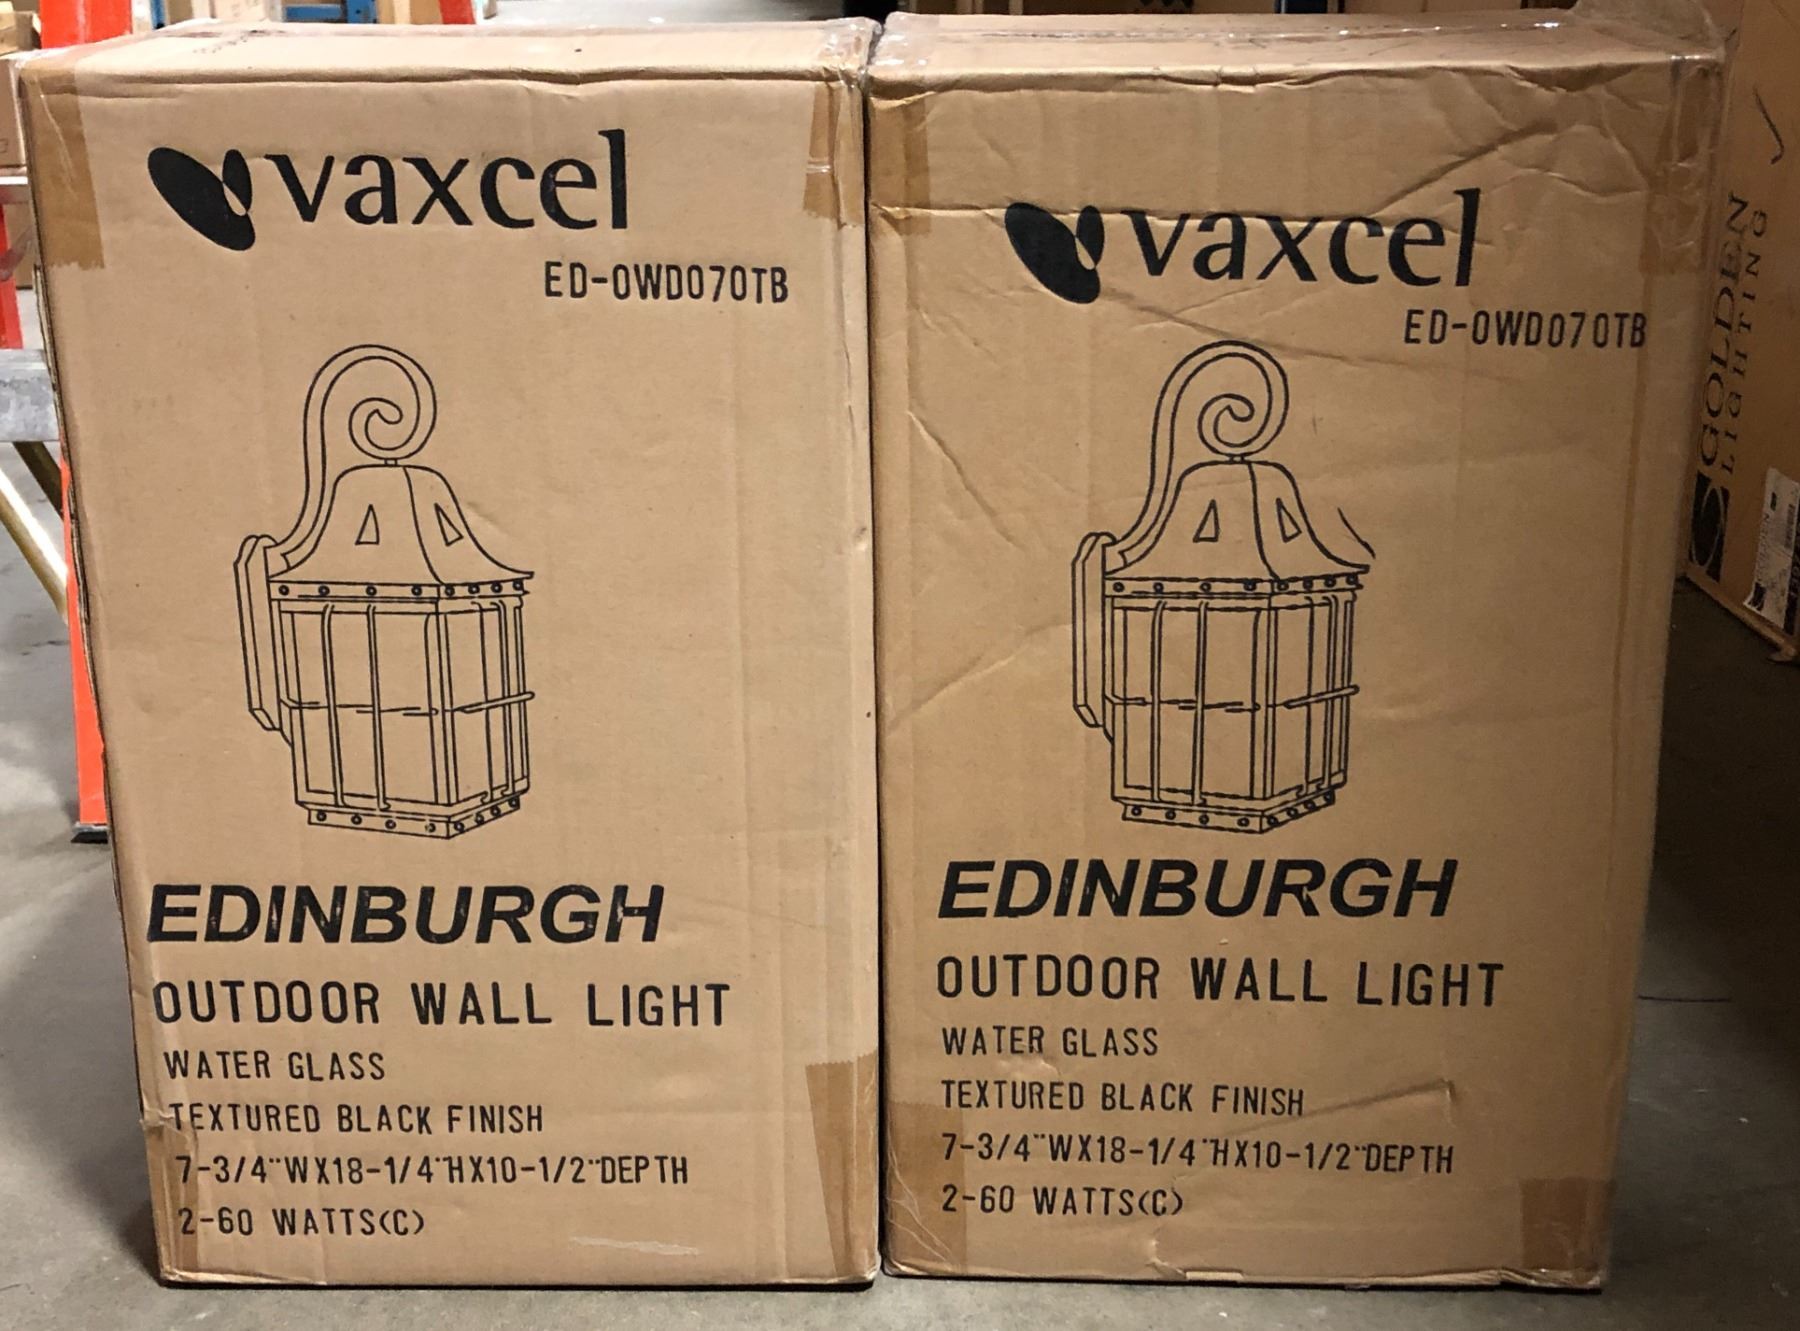 vaxcel
ED-OWD070TB
EDINBURGH
OUTDOOR WALL LIGHT
WATER GLASS
TEXTURED BLACK FINISH
7-3/4"WX18-1/4"HX10-1/2"DEPTH
2-60 WATTS(C)
vaxcel
ED-OWD070TB
EDINBURGH
OUTDOOR WALL LIGHT
WATER GLASS
TEXTURED BLACK FINISH
7-3/4"WX18-1/4"HX10-1/2"DEPTH
2-60 WATTS(C)
GOLDEN
LIGHTING